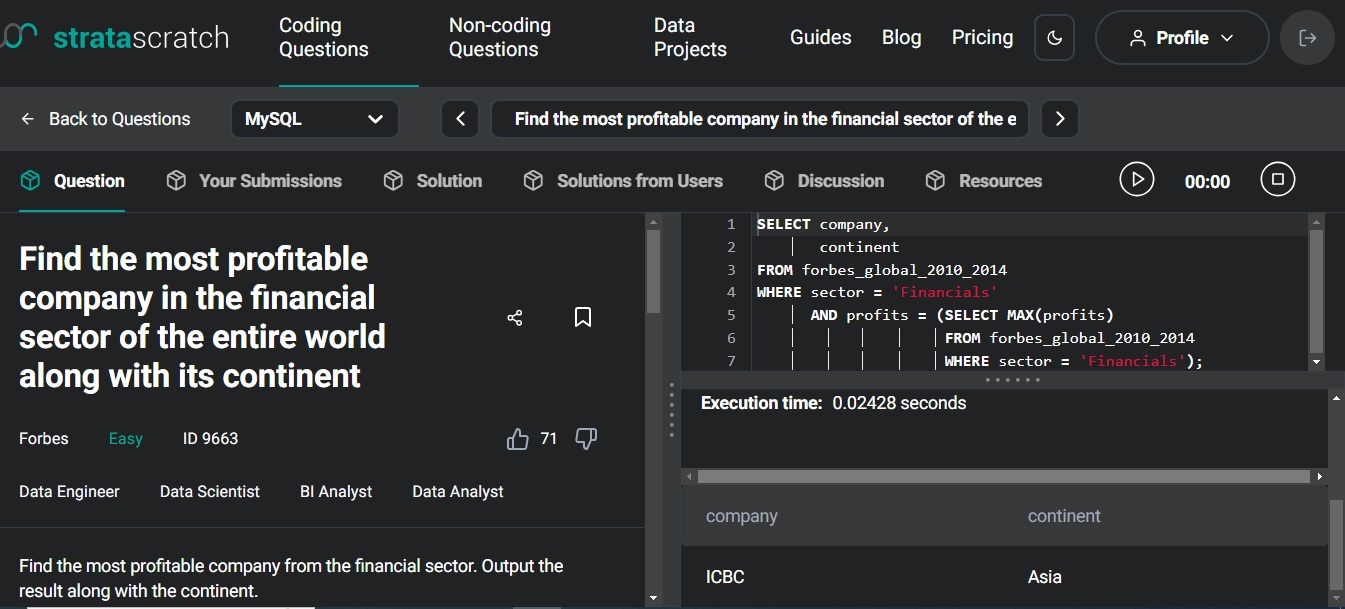 stratascratch
Coding Questions
Non-coding Questions
Data Projects
Guides
Blog
Pricing
Profile
Back to Questions
MySQL
Find the most profitable company in the financial sector of the e
Question
Your Submissions
Solution
Solutions from Users
Discussion
Resources
00:00
Find the most profitable
company in the financial
sector of the entire world
along with its continent
Forbes
Easy
ID 9663
71
Data Engineer
Data Scientist
BI Analyst
Data Analyst
Find the most profitable company from the financial sector. Output the
result along with the continent.
1 SELECT company,
2 continent
3 FROM forbes_global_2010_2014
4 WHERE sector = 'Financials'
5 AND profits = (SELECT MAX(profits)
6 FROM forbes_global_2010_2014
7 WHERE sector = 'Financials');
Execution time: 0.02428 seconds
company continent
ICBC Asia